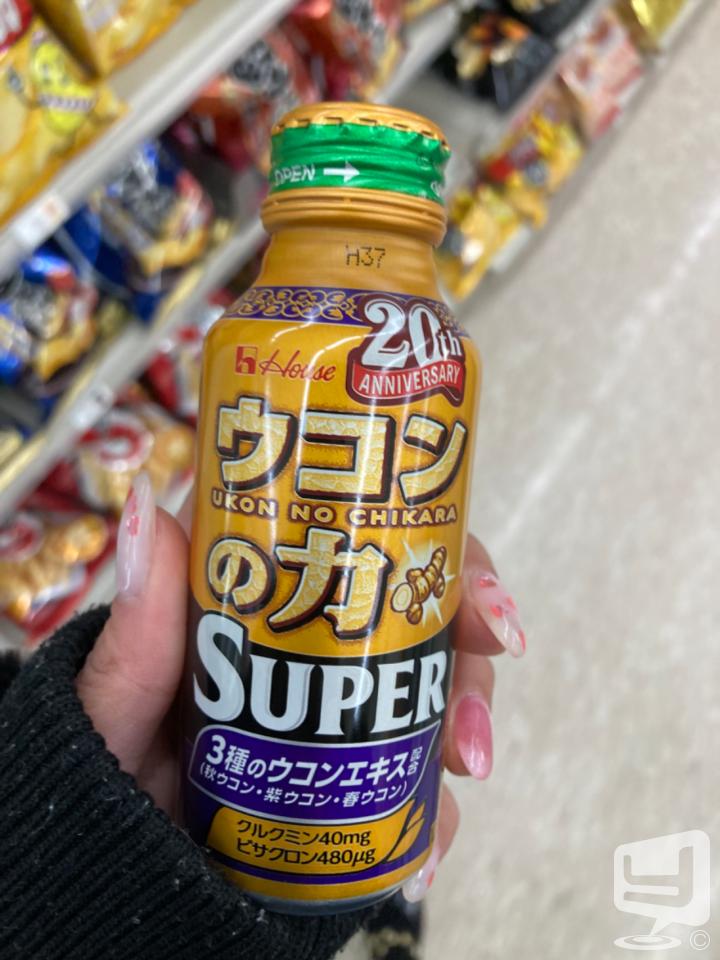 OPEN
H37
20th
ANNIVERSARY
House
ウコン
UKON NO CHIKARA
の力
SUPER
3種のウコンエキス配合
(秋ウコン・紫ウコン・春ウコン)
クルクミン40mg
ビサクロン480μg
©